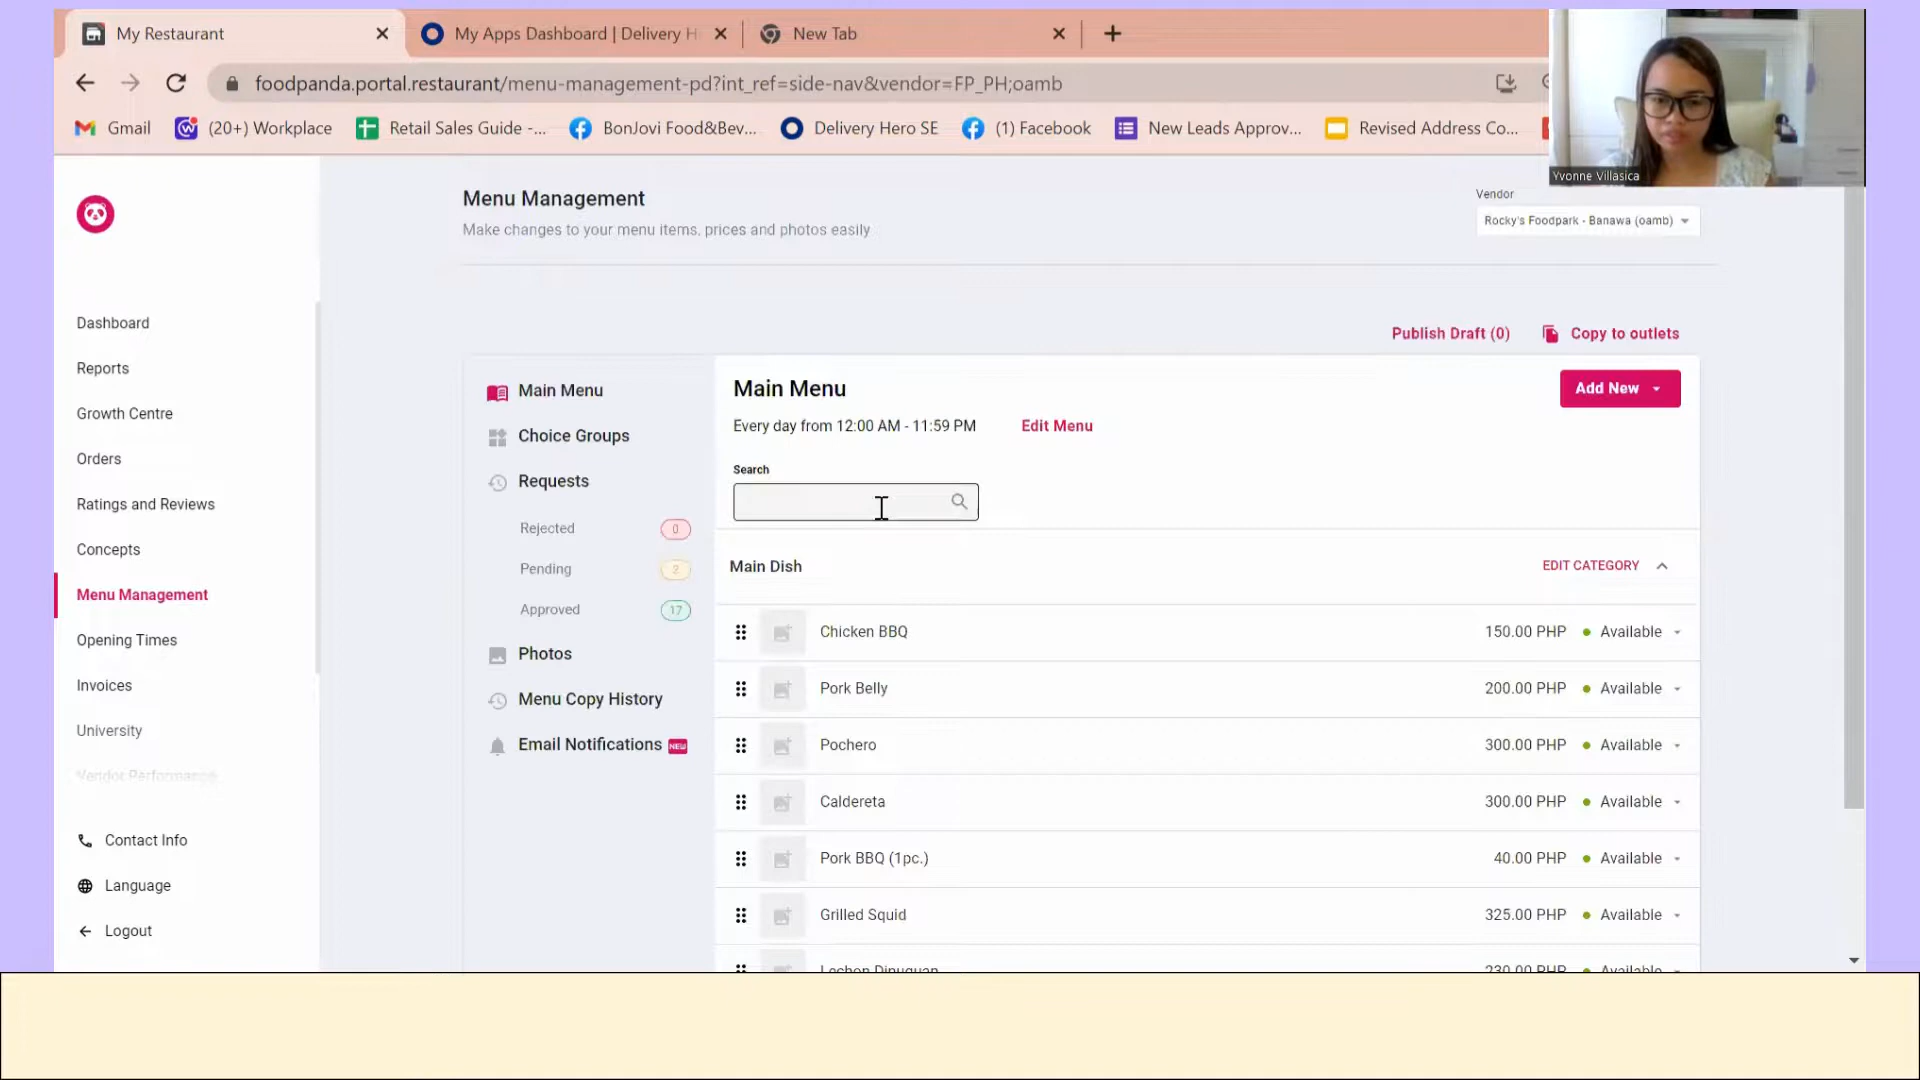 My Restaurant
My Apps Dashboard | Delivery H
New Tab
foodpanda.portal.restaurant/menu-management-pd?int_ref=side-nav&vendor=FP_PH;oamb
Gmail
(20+) Workplace
Retail Sales Guide -...
BonJovi Food&Bev...
Delivery Hero SE
(1) Facebook
New Leads Approv...
Revised Address Co...
Yvonne Villasica
Menu Management
Make changes to your menu items, prices and photos easily
Vendor
Rocky's Foodpark - Banawa (oamb)
Dashboard
Reports
Growth Centre
Orders
Ratings and Reviews
Concepts
Menu Management
Opening Times
Invoices
University
Vendor Performance
Contact Info
Language
Logout
Publish Draft (0)
Copy to outlets
Main Menu
Choice Groups
Requests
Rejected 0
Pending 2
Approved 17
Photos
Menu Copy History
Email Notifications NEW
Main Menu
Add New
Every day from 12:00 AM - 11:59 PM
Edit Menu
Search
Main Dish
EDIT CATEGORY
Chicken BBQ 150.00 PHP Available
Pork Belly 200.00 PHP Available
Pochero 300.00 PHP Available
Caldereta 300.00 PHP Available
Pork BBQ (1pc.) 40.00 PHP Available
Grilled Squid 325.00 PHP Available
Lechon Dinuguan 230.00 PHP Available